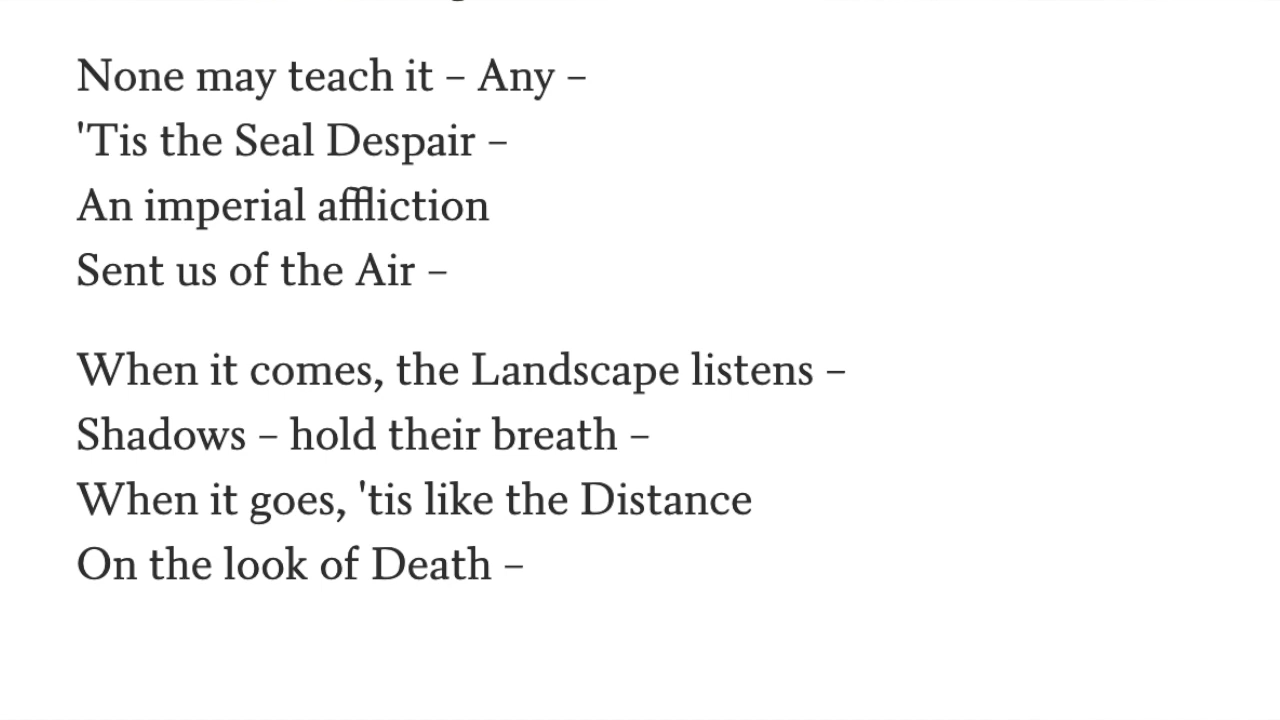 None may teach it – Any –
'Tis the Seal Despair –
An imperial affliction
Sent us of the Air –
When it comes, the Landscape listens –
Shadows – hold their breath –
When it goes, 'tis like the Distance
On the look of Death –